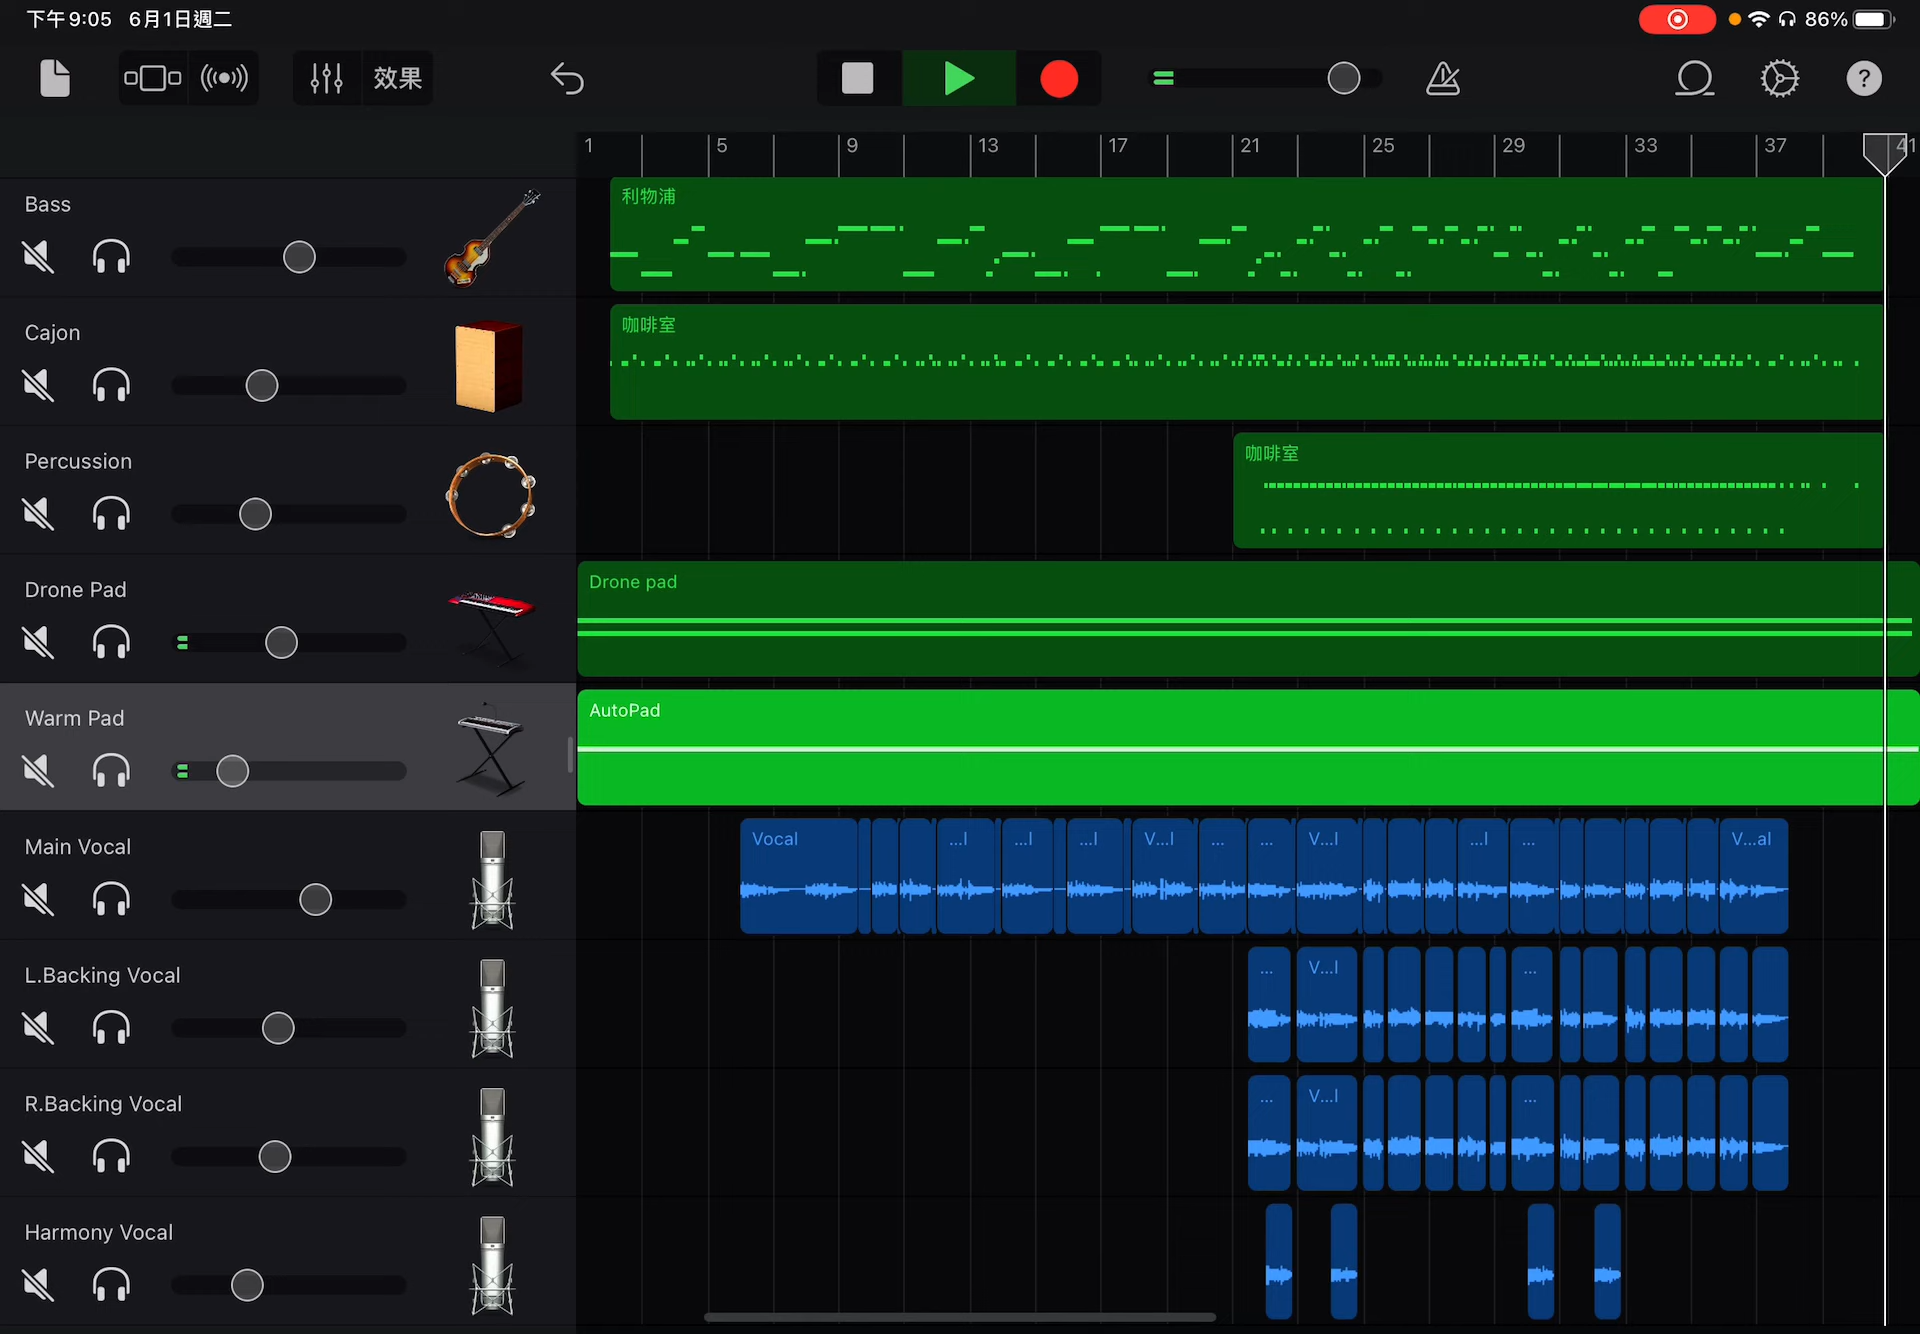 下午9:05 6月1日週二
86%
效果
?
1 5 9 13 17 21 25 29 33 37 41
Bass
利物浦
Cajon
咖啡室
Percussion
咖啡室
Drone Pad
Drone pad
Warm Pad
AutoPad
Main Vocal
Vocal ...l ...l ...l V...l ... ... V...l ...l ... V...al
L.Backing Vocal
... V...l ...
R.Backing Vocal
... V...l ...
Harmony Vocal